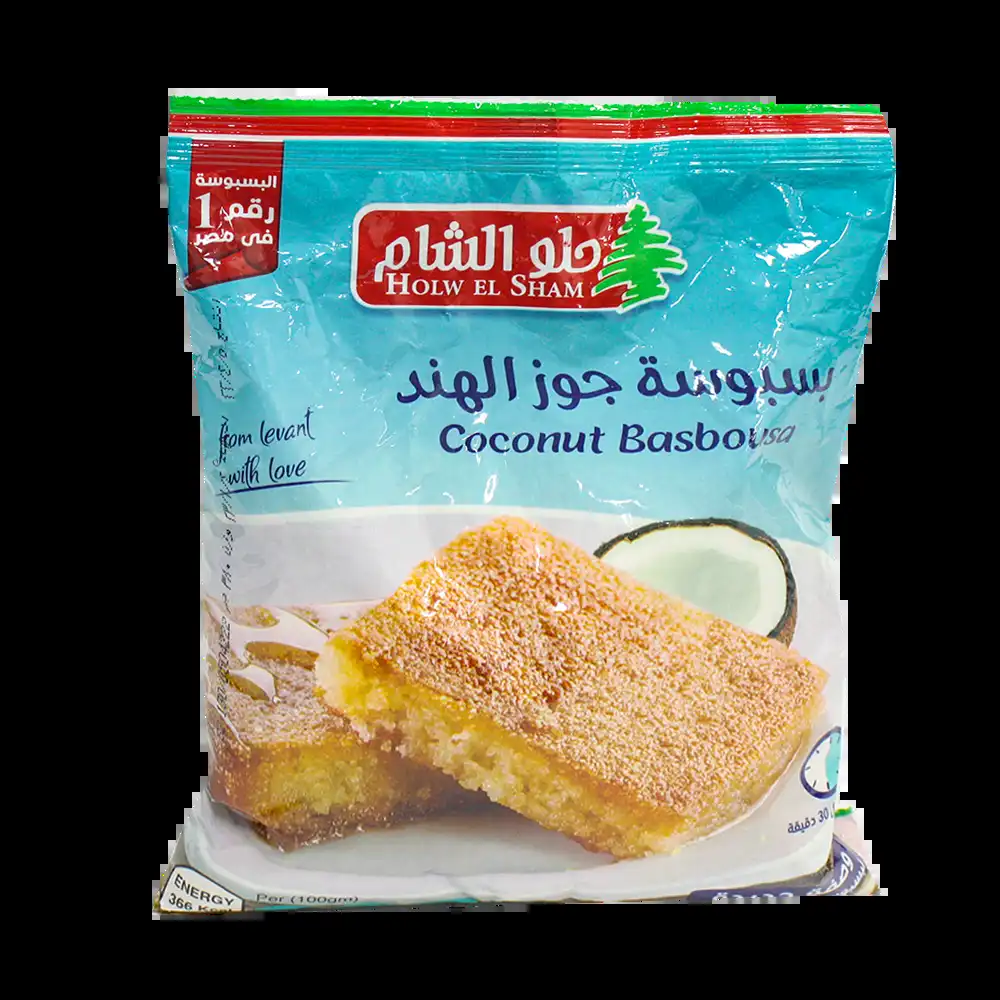 البسبوسة
رقم 1
في مصر
حلو الشام
HOLW EL SHAM
بسبوسة جوز الهند
Coconut Basbousa
from levant
with love
30 دقيقة
ENERGY
366 Kcal
Per (100gm)